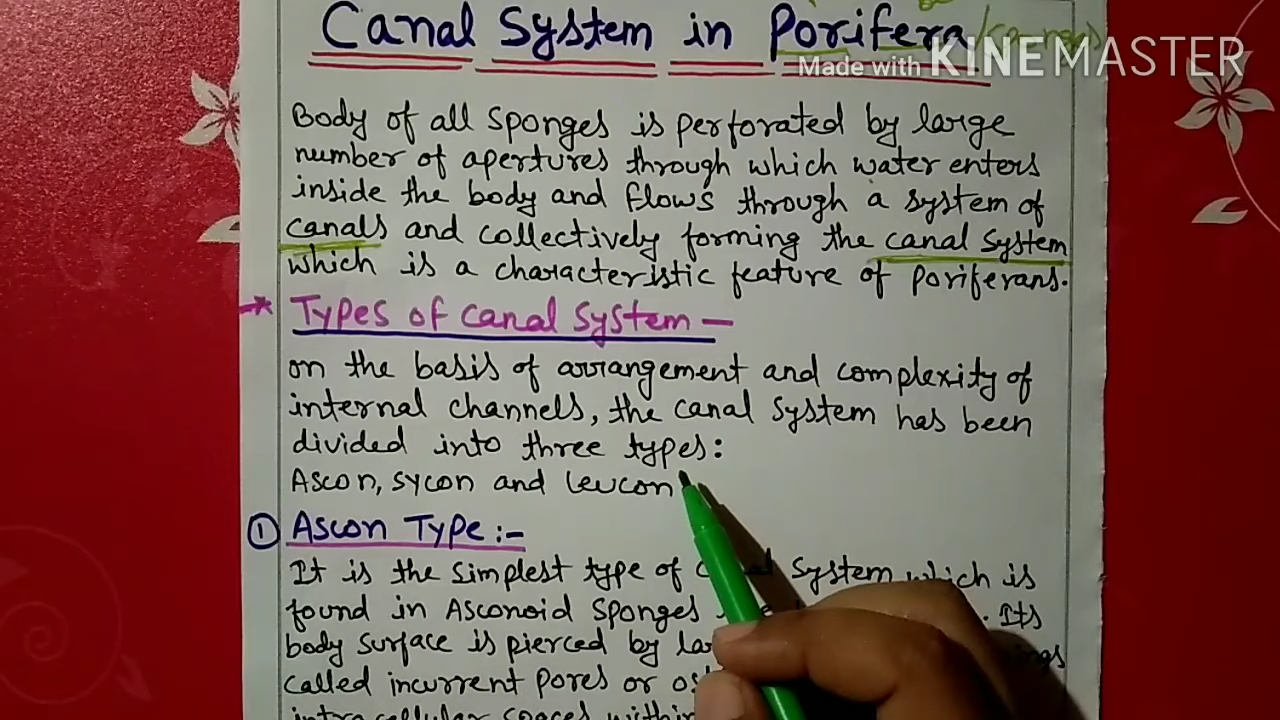 Canal System in Porifera
Made with KINEMASTER
Body of all sponges is perforated by large
number of apertures through which water enters
inside the body and flows through a system of
canals and collectively forming the canal system
which is a characteristic feature of poriferans.
* Types of canal system –
on the basis of arrangement and complexity of
internal channels, the canal system has been
divided into three types:
Ascon, sycon and leucon
① Ascon Type :-
It is the simplest type of system which is
found in Asconoid sponges . Its
body surface is pierced by
called incurrent pores or